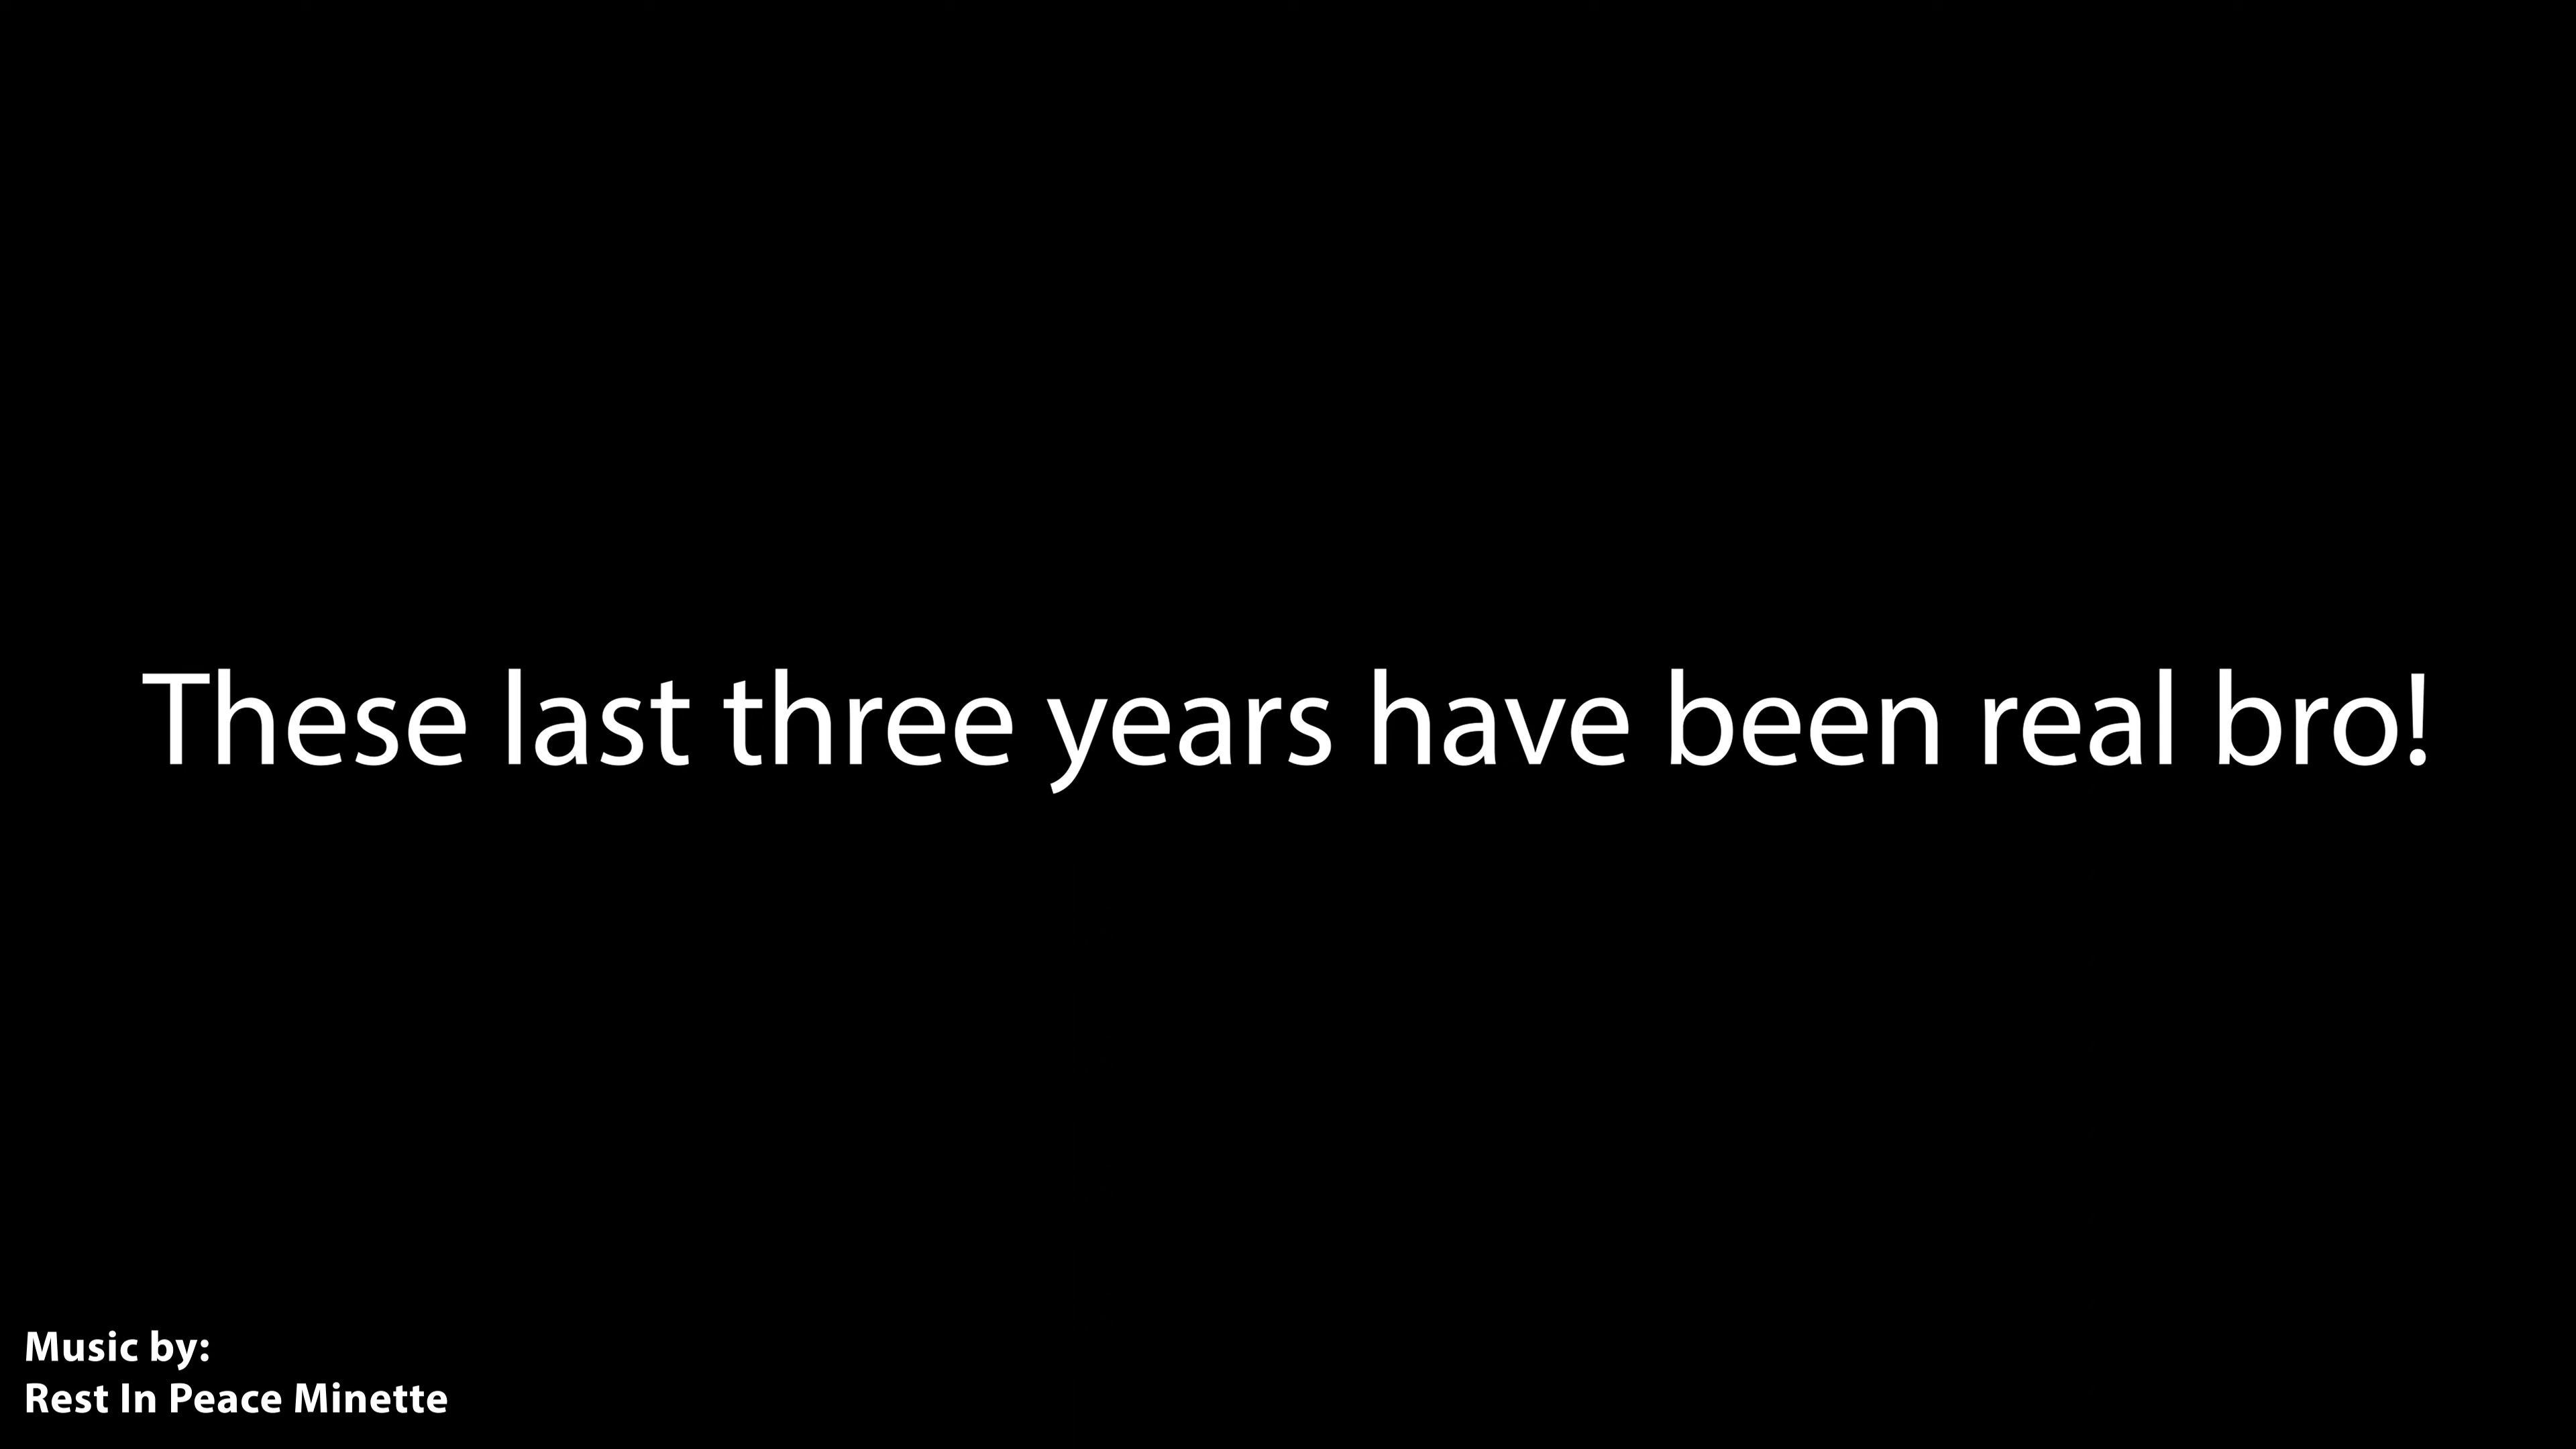 These last three years have been real bro!
Music by:
Rest In Peace Minette